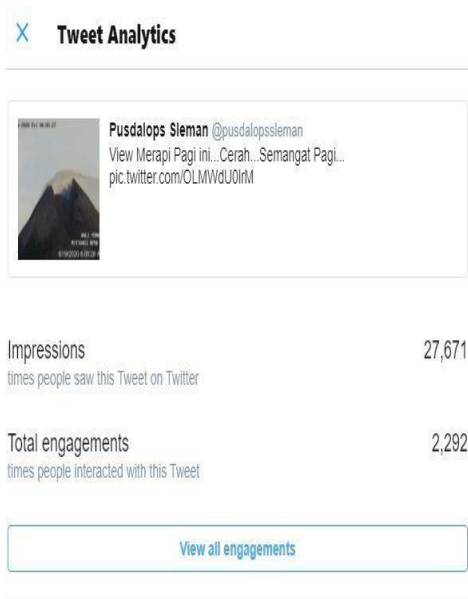 Tweet Analytics
Pusdalops Sleman @pusdalopssleman
View Merapi Pagi ini...Cerah...Semangat Pagi...
pic.twitter.com/OLMWdU0IrM
Impressions
27,671
times people saw this Tweet on Twitter
Total engagements
2,292
times people interacted with this Tweet
View all engagements